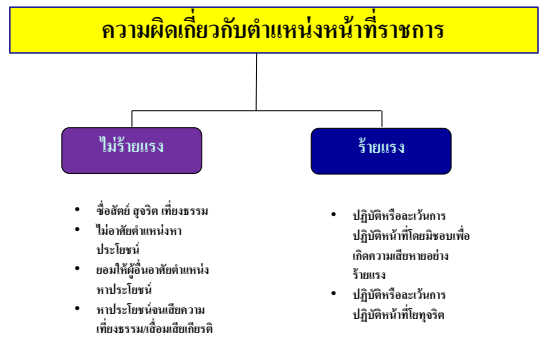 ความผิดเกี่ยวกับตำแหน่งหน้าที่ราชการ
ไม่ร้ายแรง
• ซื่อสัตย์ สุจริต เที่ยงธรรม
• ไม่อาศัยตำแหน่งหา
ประโยชน์
• ยอมให้ผู้อื่นอาศัยตำแหน่ง
หาประโยชน์
• หาประโยชน์จนเสียความ
เที่ยงธรรม/เสื่อมเสียเกียรติ
ร้ายแรง
• ปฏิบัติหรือละเว้นการ
ปฏิบัติหน้าที่โดยมิชอบเพื่อ
เกิดความเสียหายอย่าง
ร้ายแรง
• ปฏิบัติหรือละเว้นการ
ปฏิบัติหน้าที่โยทุจริต